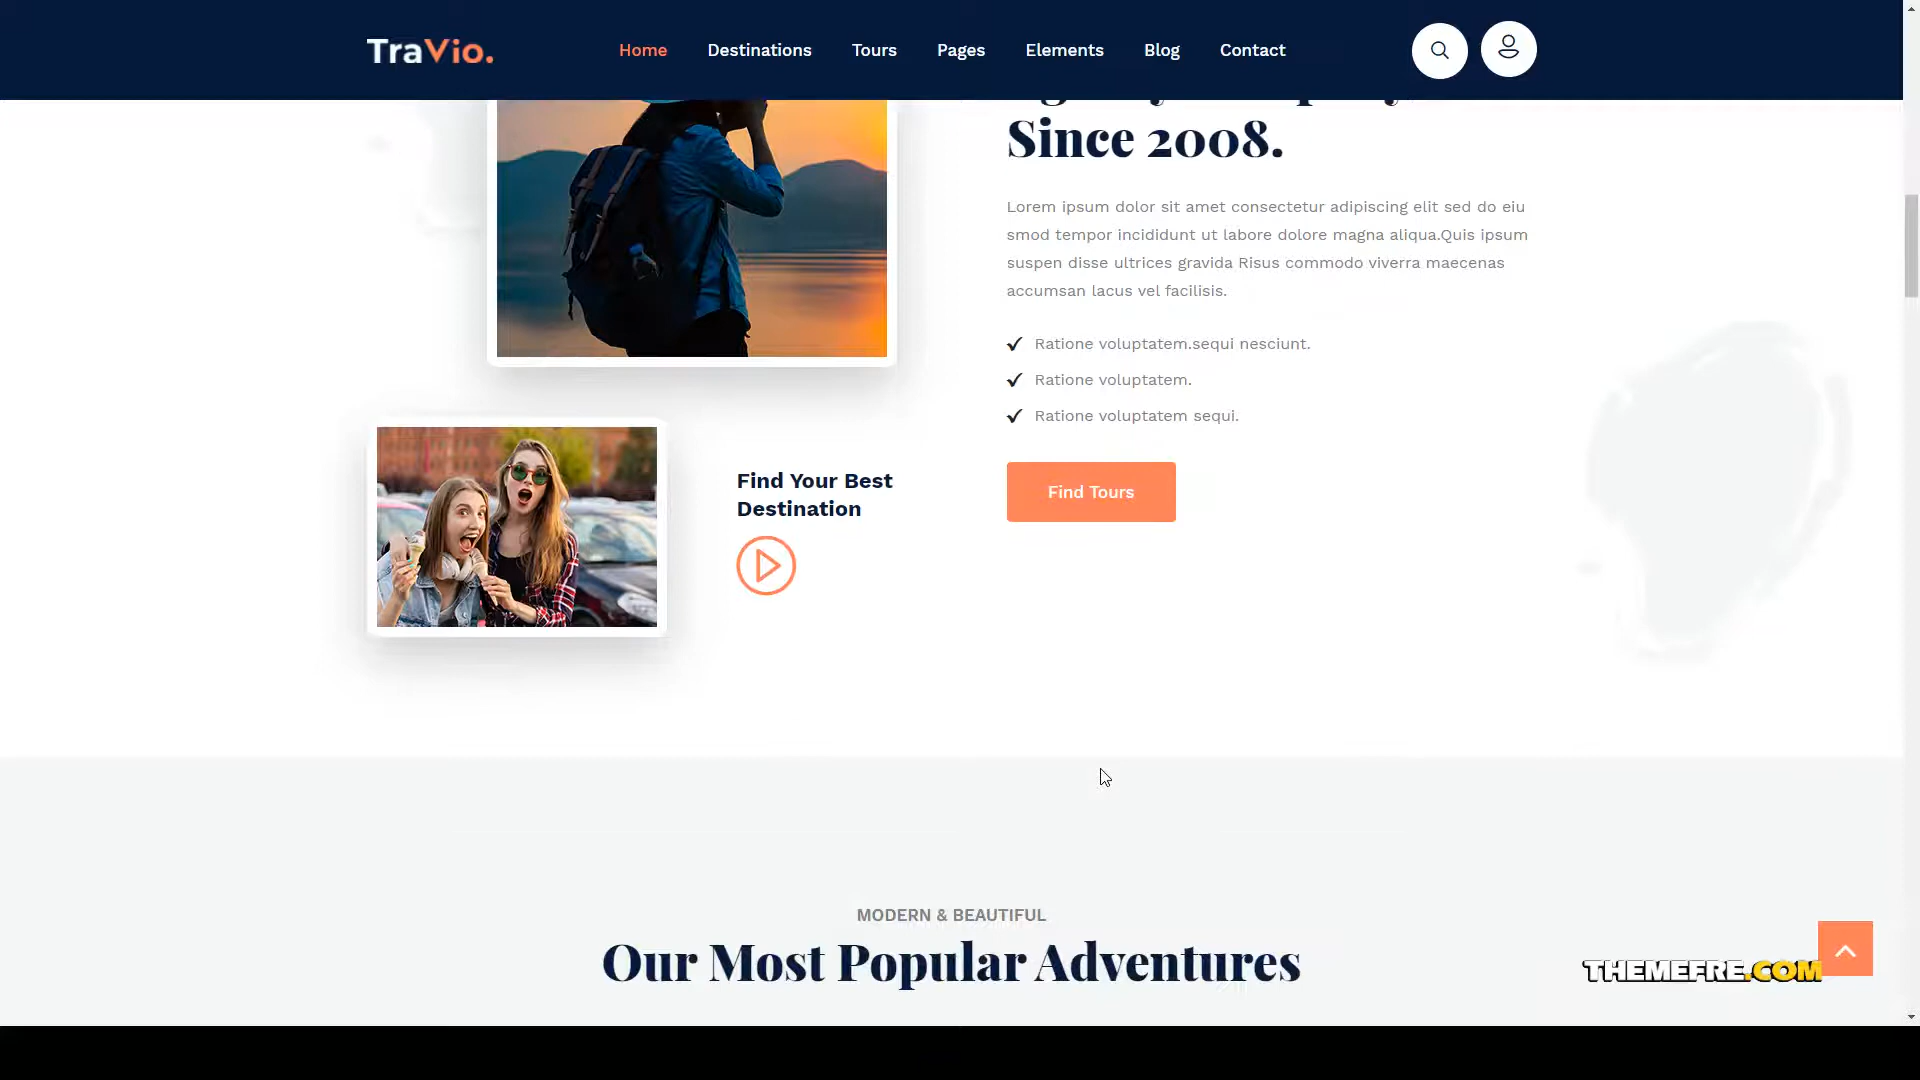 TraVio.
Home
Destinations
Tours
Pages
Elements
Blog
Contact
Since 2008.
Lorem ipsum dolor sit amet consectetur adipiscing elit sed do eiu
smod tempor incididunt ut labore dolore magna aliqua.Quis ipsum
suspen disse ultrices gravida Risus commodo viverra maecenas
accumsan lacus vel facilisis.
Ratione voluptatem.sequi nesciunt.
Ratione voluptatem.
Ratione voluptatem sequi.
Find Tours
Find Your Best
Destination
MODERN & BEAUTIFUL
Our Most Popular Adventures
THEMEFRE.COM